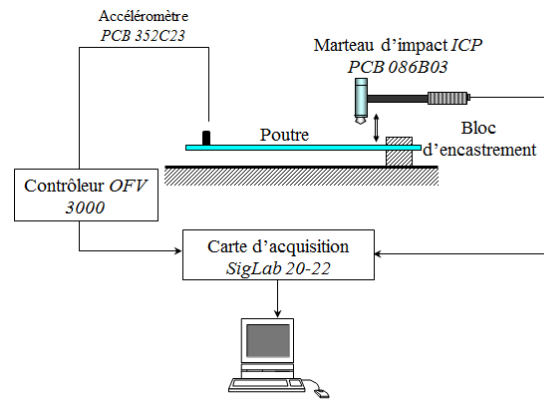 Accéléromètre
PCB 352C23
Marteau d'impact ICP
PCB 086B03
Poutre
Bloc
d'encastrement
Contrôleur OFV
3000
Carte d'acquisition
SigLab 20-22